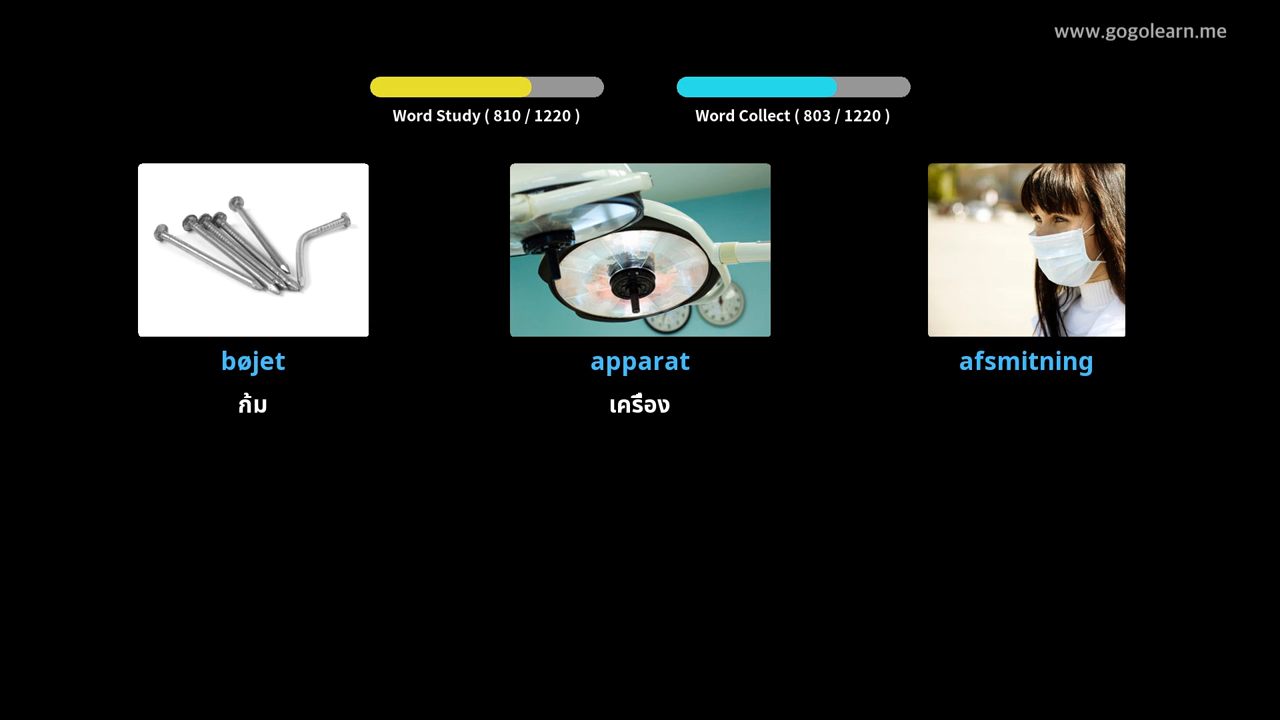 www.gogolearn.me
Word Study ( 810 / 1220 )
Word Collect ( 803 / 1220 )
bøjet
apparat
afsmitning
ก้ม
เครื่อง